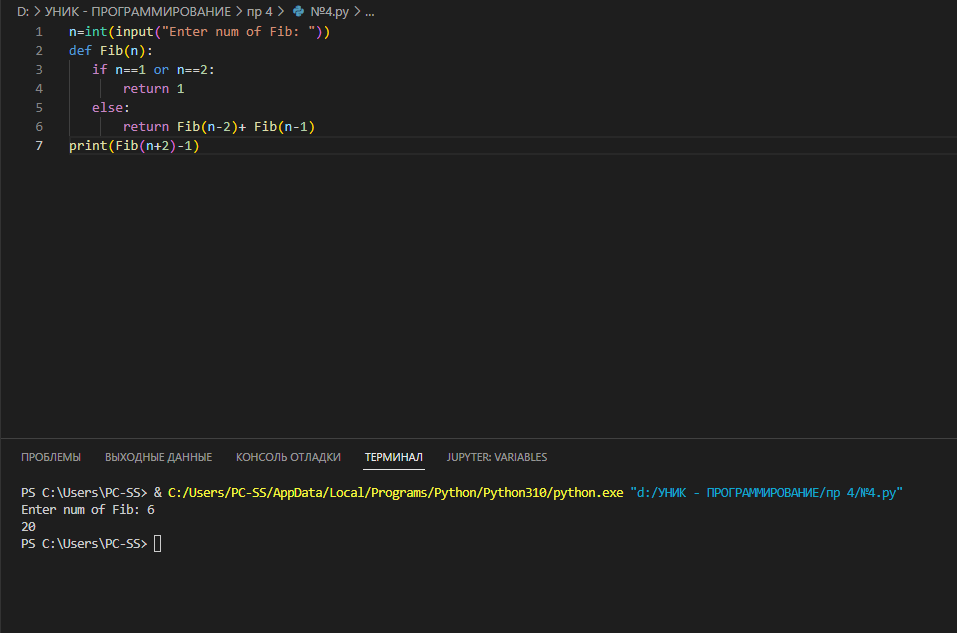 D: > УНИК - ПРОГРАММИРОВАНИЕ > пр 4 > №4.py > ...
1 n=int(input("Enter num of Fib: "))
2 def Fib(n):
3 if n==1 or n==2:
4 return 1
5 else:
6 return Fib(n-2)+ Fib(n-1)
7 print(Fib(n+2)-1)
ПРОБЛЕМЫ ВЫХОДНЫЕ ДАННЫЕ КОНСОЛЬ ОТЛАДКИ ТЕРМИНАЛ JUPYTER: VARIABLES
PS C:\Users\PC-SS> & C:/Users/PC-SS/AppData/Local/Programs/Python/Python310/python.exe "d:/УНИК - ПРОГРАММИРОВАНИЕ/пр 4/№4.py"
Enter num of Fib: 6
20
PS C:\Users\PC-SS>